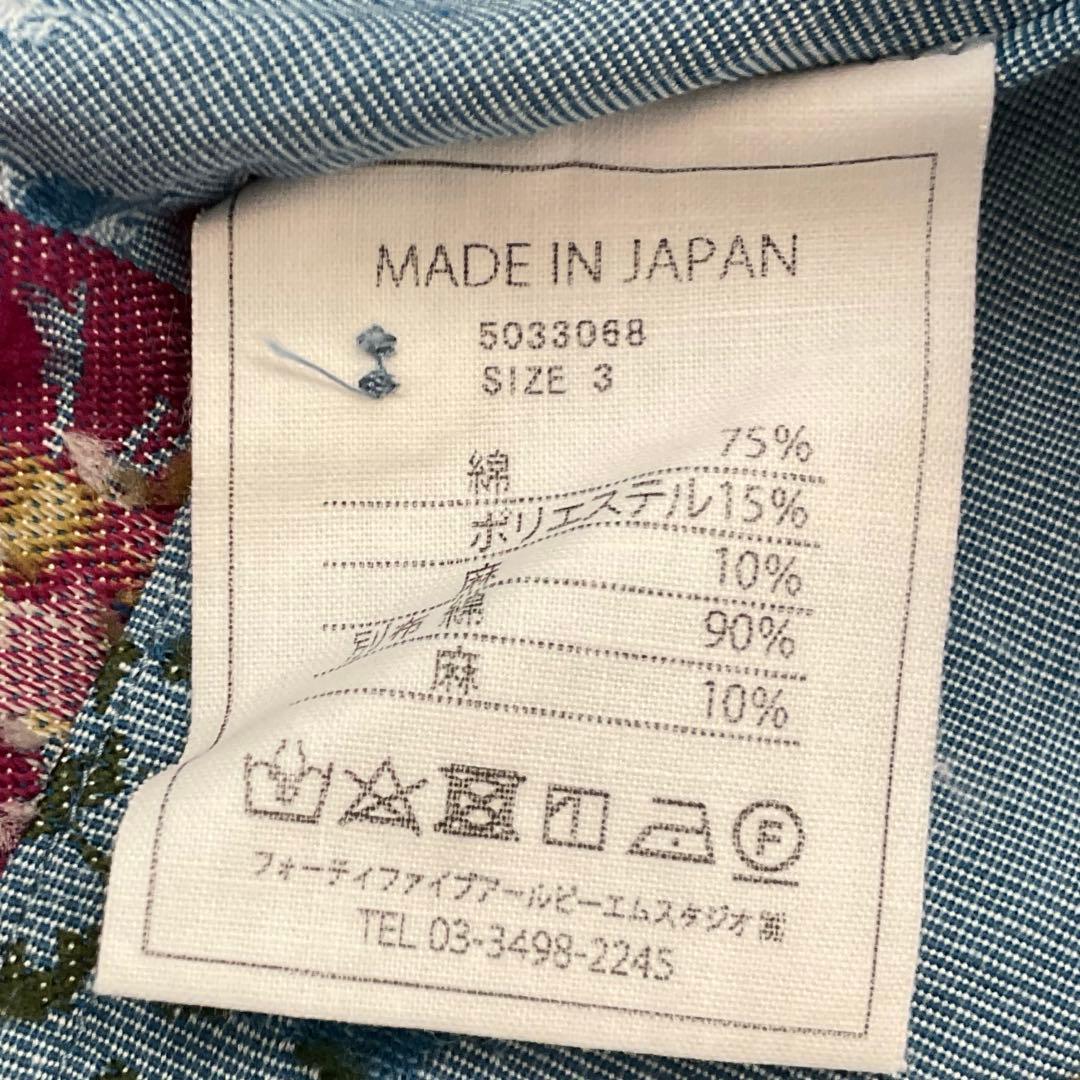 MADE IN JAPAN
5033068
SIZE 3
綿 75%
ポリエステル 15%
麻 10%
別布 綿 90%
麻 10%
F
フォーティファイブアールピーエムスタジオ㈱
TEL 03-3498-2245